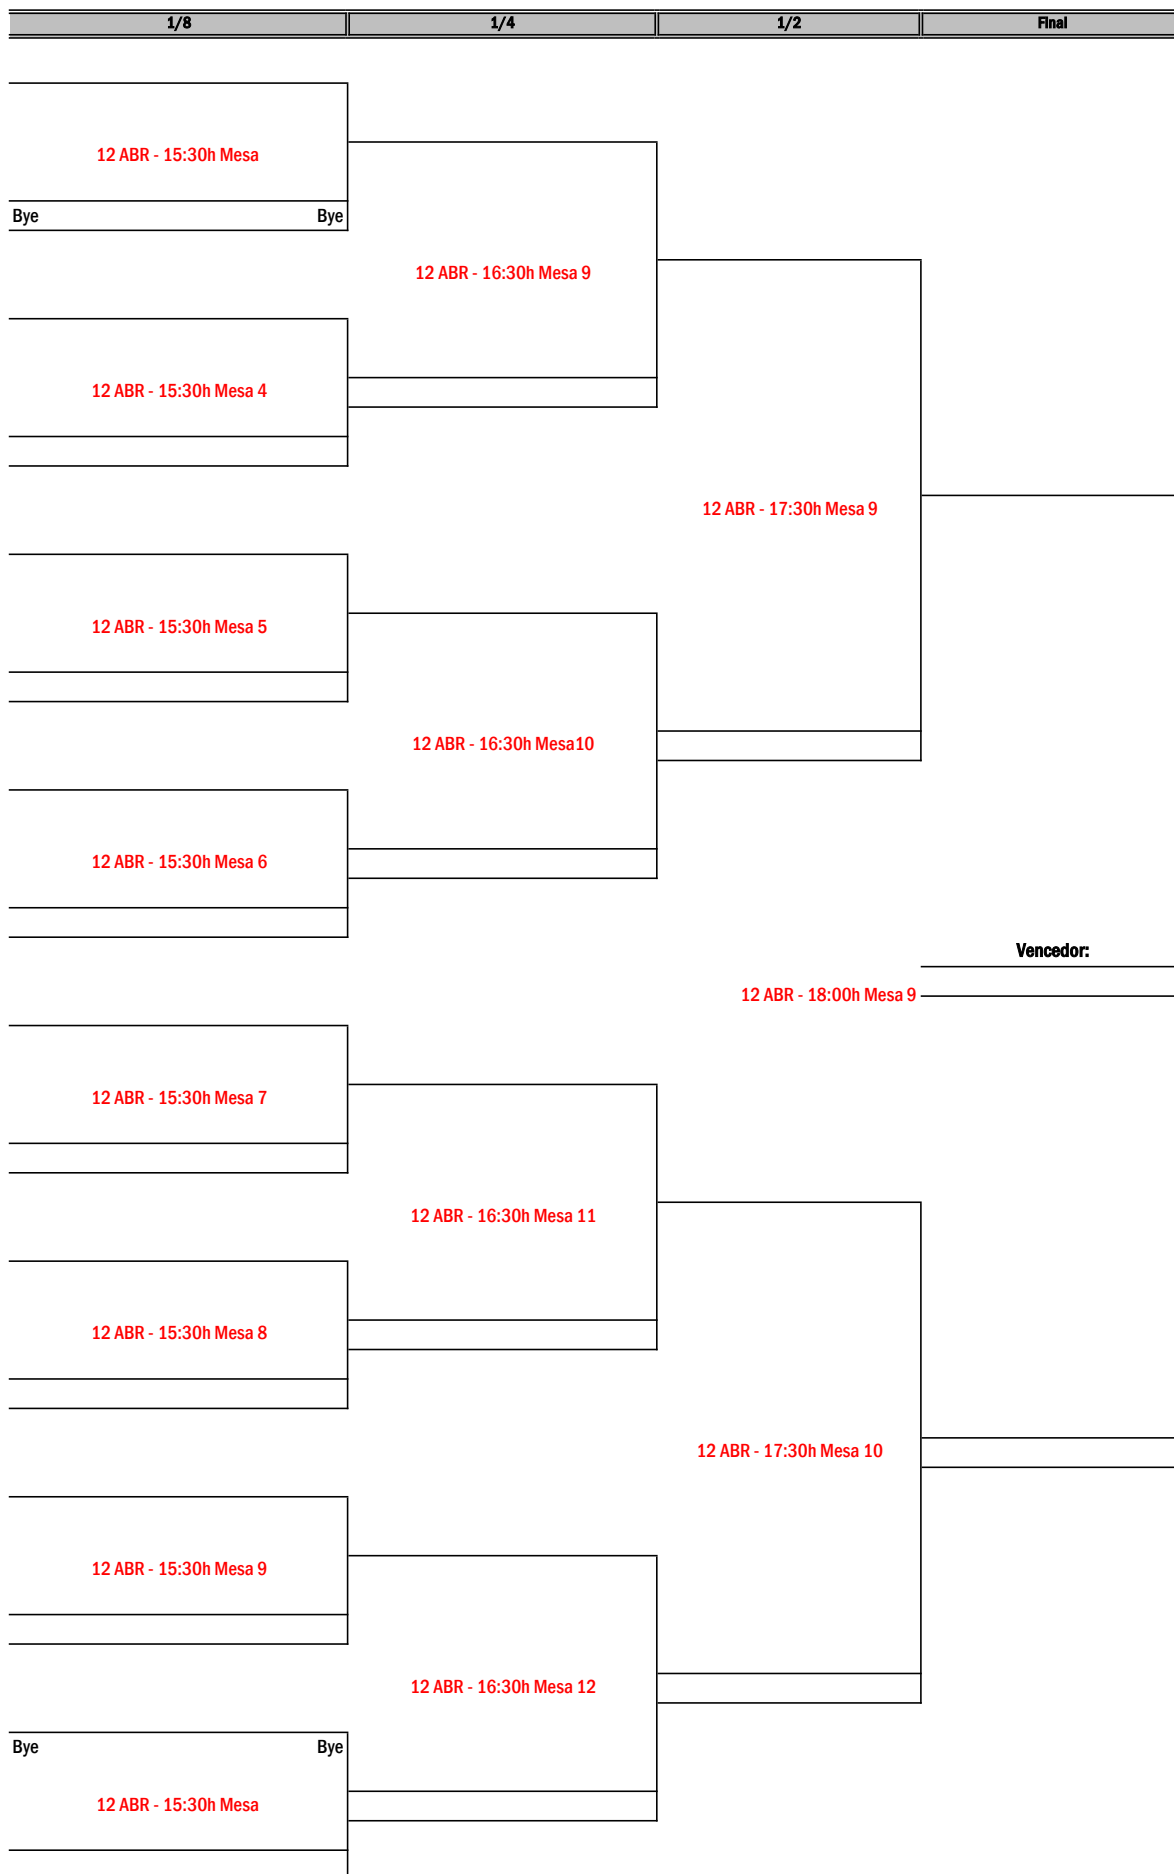 1/8 1/4 1/2 Final
12 ABR - 15:30h Mesa
Bye Bye
12 ABR - 16:30h Mesa 9
12 ABR - 15:30h Mesa 4
12 ABR - 17:30h Mesa 9
12 ABR - 15:30h Mesa 5
12 ABR - 16:30h Mesa10
12 ABR - 15:30h Mesa 6
Vencedor:
12 ABR - 18:00h Mesa 9
12 ABR - 15:30h Mesa 7
12 ABR - 16:30h Mesa 11
12 ABR - 15:30h Mesa 8
12 ABR - 17:30h Mesa 10
12 ABR - 15:30h Mesa 9
12 ABR - 16:30h Mesa 12
Bye Bye
12 ABR - 15:30h Mesa